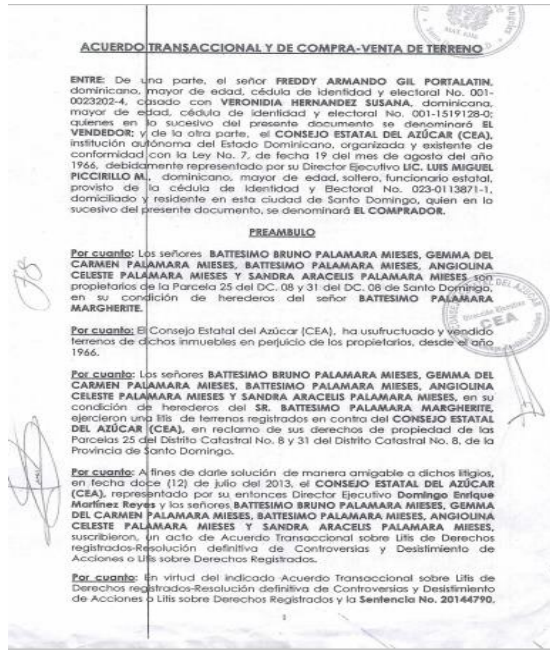 ACUERDO TRANSACCIONAL Y DE COMPRA-VENTA DE TERRENO
ENTRE: De una parte, el señor FREDDY ARMANDO GIL PORTALATIN,
dominicano, mayor de edad, cédula de identidad y electoral No. 001-
0023202-4, casado con VERONIDIA HERNANDEZ SUSANA, dominicana,
mayor de edad, cédula de identidad y electoral No. 001-1519128-0;
quienes en lo sucesivo del presente documento se denominará EL
VENDEDOR; y de la otra parte, el CONSEJO ESTATAL DEL AZÚCAR (CEA),
institución autónoma del Estado Dominicano, organizada y existente de
conformidad con la Ley No. 7, de fecha 19 del mes de agosto del año
1966, debidamente representado por su Director Ejecutivo LIC. LUIS MIGUEL
PICCIRILLO M., dominicano, mayor de edad, soltero, funcionario estatal,
provisto de la cédula de Identidad y Electoral No. 023-0113871-1,
domiciliado y residente en esta ciudad de Santo Domingo, quien en lo
sucesivo del presente documento, se denominará EL COMPRADOR.
PREAMBULO
Por cuanto: Los señores BATTESIMO BRUNO PALAMARA MIESES, GEMMA DEL
CARMEN PALAMARA MIESES, BATTESIMO PALAMARA MIESES, ANGIOLINA
CELESTE PALAMARA MIESES Y SANDRA ARACELIS PALAMARA MIESES son
propietarios de la Parcela 25 del DC. 08 y 31 del DC. 08 de Santo Domingo,
en su condición de herederos del señor BATTESIMO PALAMARA
MARGHERITE.
Por cuanto: El Consejo Estatal del Azúcar (CEA), ha usufructuado y vendido
terrenos de dichos inmuebles en perjuicio de los propietarios, desde el año
1966.
Por cuanto: Los señores BATTESIMO BRUNO PALAMARA MIESES, GEMMA DEL
CARMEN PALAMARA MIESES, BATTESIMO PALAMARA MIESES, ANGIOLINA
CELESTE PALAMARA MIESES Y SANDRA ARACELIS PALAMARA MIESES, en su
condición de herederos del SR. BATTESIMO PALAMARA MARGHERITE,
ejercieron una litis de terrenos registrados en contra del CONSEJO ESTATAL
DEL AZÚCAR (CEA), en reclamo de sus derechos de propiedad de las
Parcelas 25 del Distrito Catastral No. 8 y 31 del Distrito Catastral No. 8, de la
Provincia de Santo Domingo.
Por cuanto: A fines de darle solución de manera amigable a dichos litigios,
en fecha doce (12) de julio del 2013, el CONSEJO ESTATAL DEL AZÚCAR
(CEA), representado por su entonces Director Ejecutivo Domingo Enrique
Martínez Reyes y los señores BATTESIMO BRUNO PALAMARA MIESES, GEMMA
DEL CARMEN PALAMARA MIESES, BATTESIMO PALAMARA MIESES, ANGIOLINA
CELESTE PALAMARA MIESES Y SANDRA ARACELIS PALAMARA MIESES,
suscribieron, un acto de Acuerdo Transaccional sobre Litis de Derechos
registrados-Resolución definitiva de Controversias y Desistimiento de
Acciones o Litis sobre Derechos Registrados.
Por cuanto: En virtud del indicado Acuerdo Transaccional sobre Litis de
Derechos registrados-Resolución definitiva de Controversias y Desistimiento
de Acciones o Litis sobre Derechos Registrados y la Sentencia No. 20144790,
1
CEA